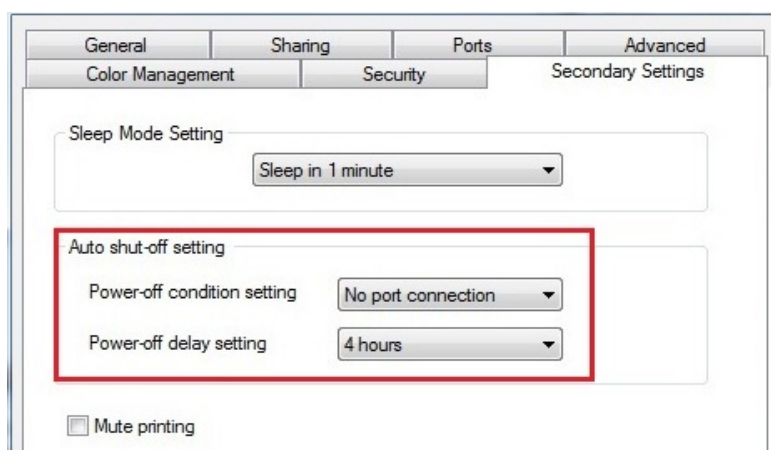 General Sharing Ports Advanced
Color Management Security Secondary Settings
Sleep Mode Setting
Sleep in 1 minute
Auto shut-off setting
Power-off condition setting No port connection
Power-off delay setting 4 hours
Mute printing